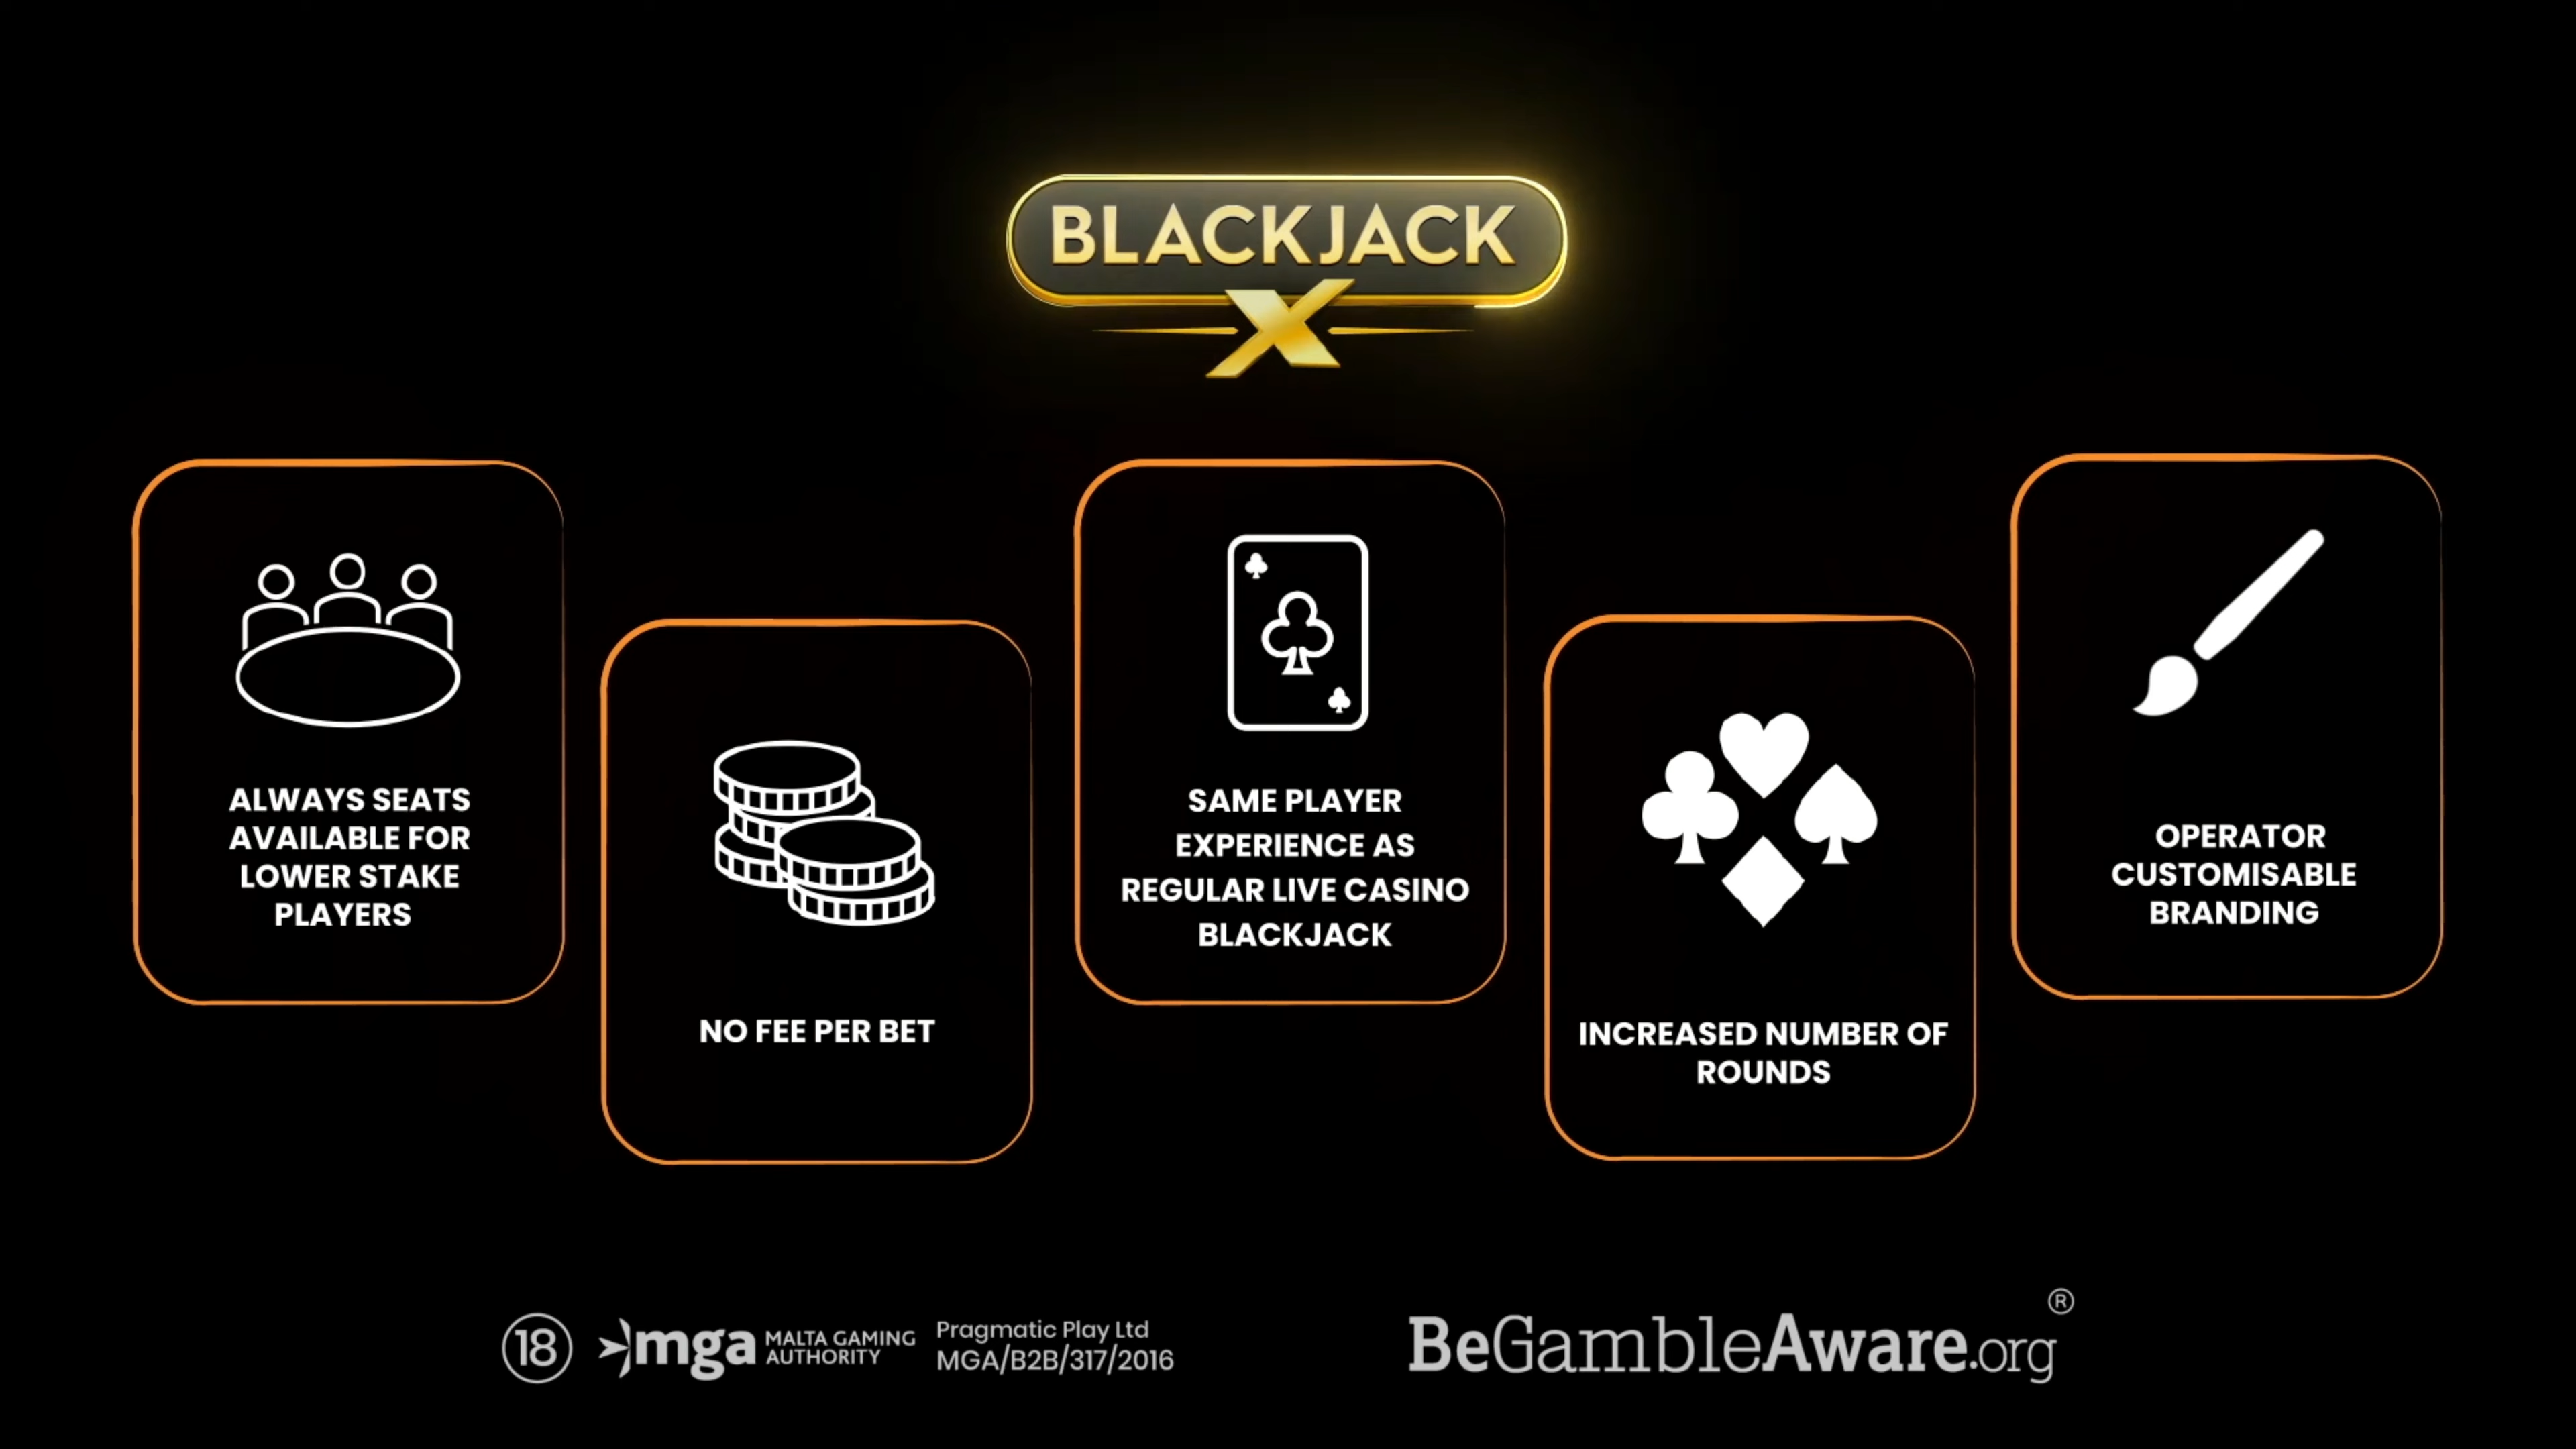 BLACKJACK
X
ALWAYS SEATS
AVAILABLE FOR
LOWER STAKE
PLAYERS
NO FEE PER BET
SAME PLAYER
EXPERIENCE AS
REGULAR LIVE CASINO
BLACKJACK
INCREASED NUMBER OF
ROUNDS
OPERATOR
CUSTOMISABLE
BRANDING
18
mga
MALTA GAMING
AUTHORITY
Pragmatic Play Ltd
MGA/B2B/317/2016
BeGambleAware.org®